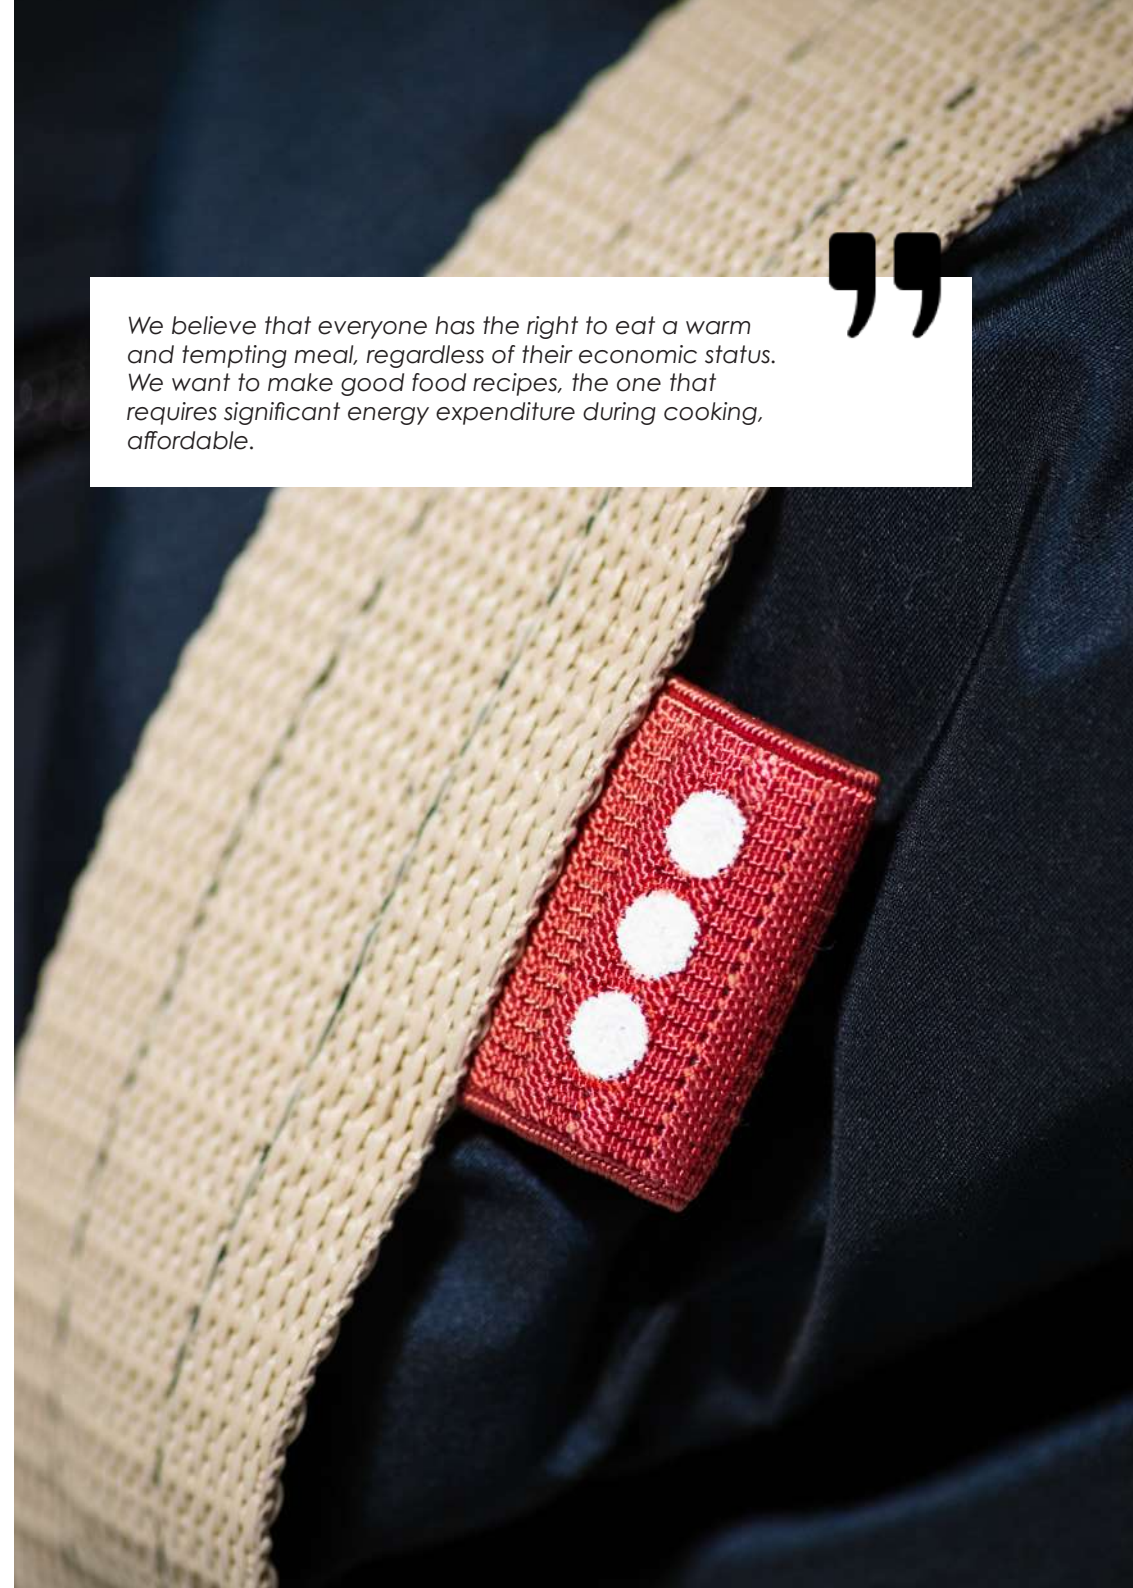 We believe that everyone has the right to eat a warm
and tempting meal, regardless of their economic status.
We want to make good food recipes, the one that
requires significant energy expenditure during cooking,
affordable.